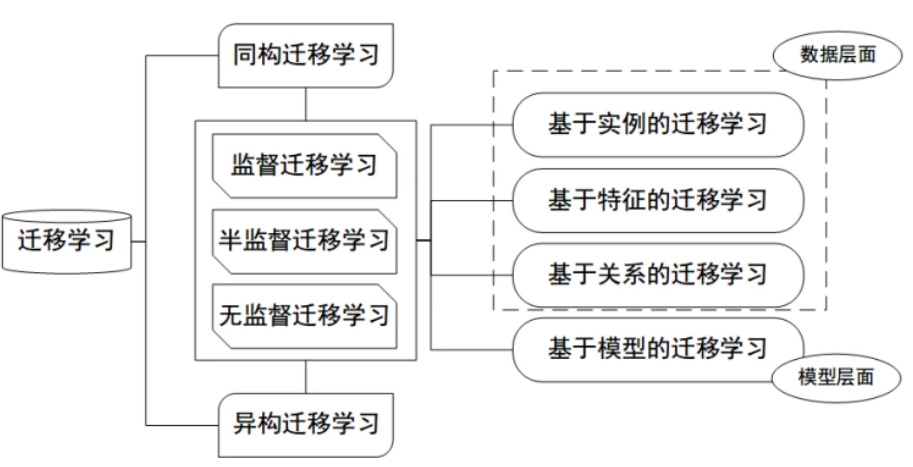 迁移学习
同构迁移学习
监督迁移学习
半监督迁移学习
无监督迁移学习
异构迁移学习
数据层面
基于实例的迁移学习
基于特征的迁移学习
基于关系的迁移学习
基于模型的迁移学习
模型层面